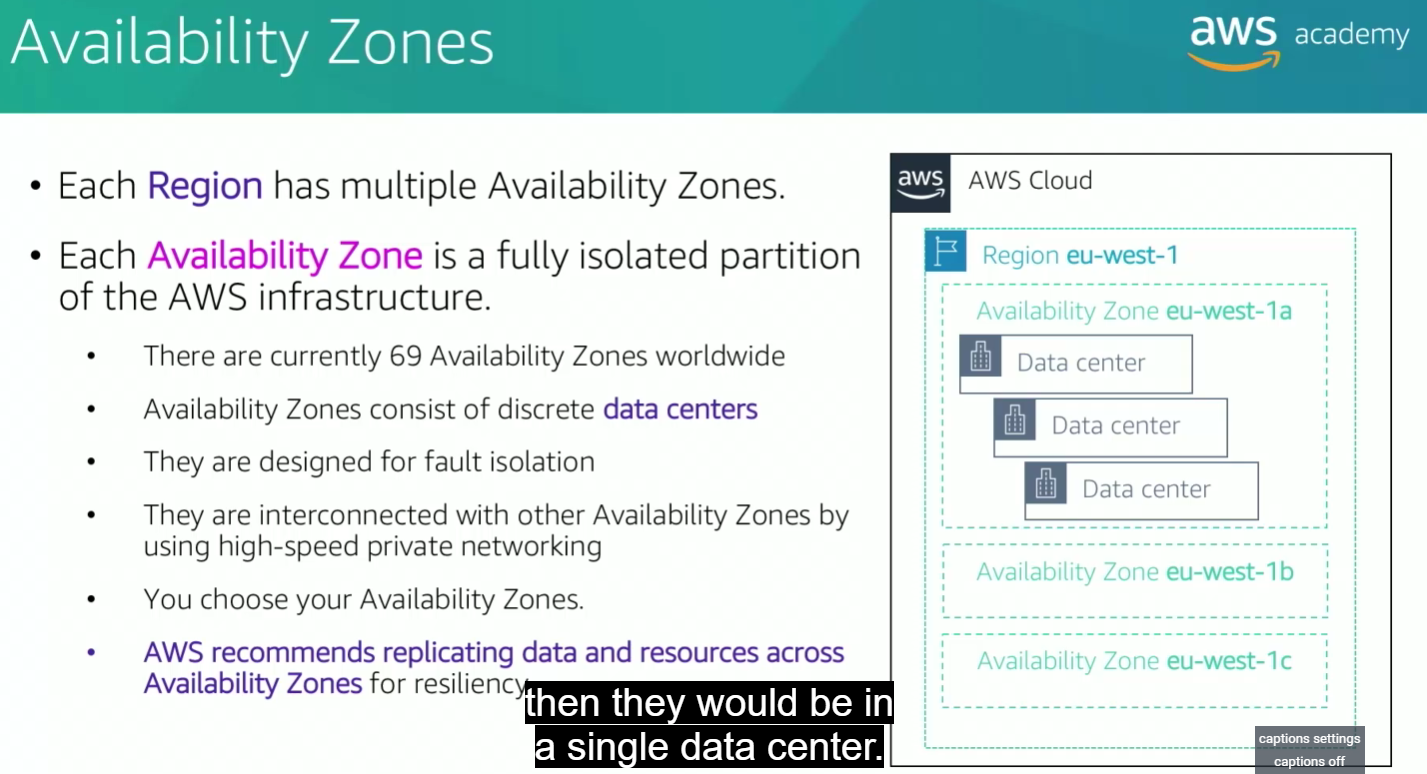 Availability Zones
aws academy
• Each Region has multiple Availability Zones.
• Each Availability Zone is a fully isolated partition
of the AWS infrastructure.
• There are currently 69 Availability Zones worldwide
• Availability Zones consist of discrete data centers
• They are designed for fault isolation
• They are interconnected with other Availability Zones by
using high-speed private networking
• You choose your Availability Zones.
• AWS recommends replicating data and resources across
Availability Zones for resiliency
aws AWS Cloud
Region eu-west-1
Availability Zone eu-west-1a
Data center
Data center
Data center
Availability Zone eu-west-1b
Availability Zone eu-west-1c
then they would be in
a single data center.
captions settings
captions off